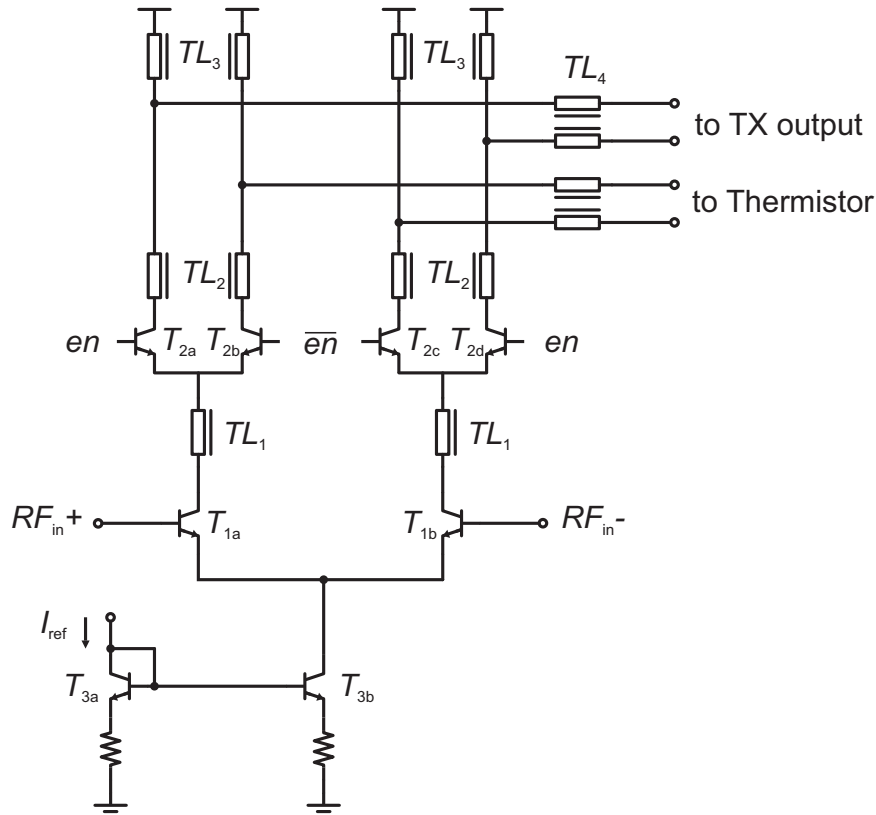 TL3 TL3 TL4
to TX output
to Thermistor
TL2 TL2
en T2a T2b en T2c T2d en
TL1 TL1
RFin+ T1a T1b RFin-
Iref
T3a T3b